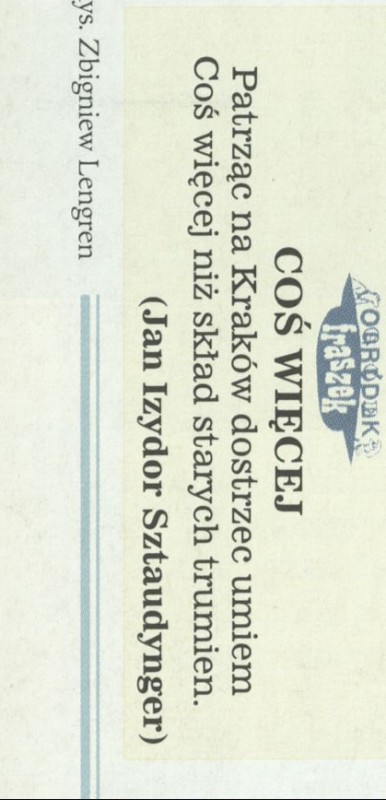 OGRÓDEK
fraszek
COŚ WIĘCEJ
Patrząc na Kraków dostrzec umiem
Coś więcej niż skład starych trumien.
(Jan Izydor Sztaudynger)
ys. Zbigniew Lengren